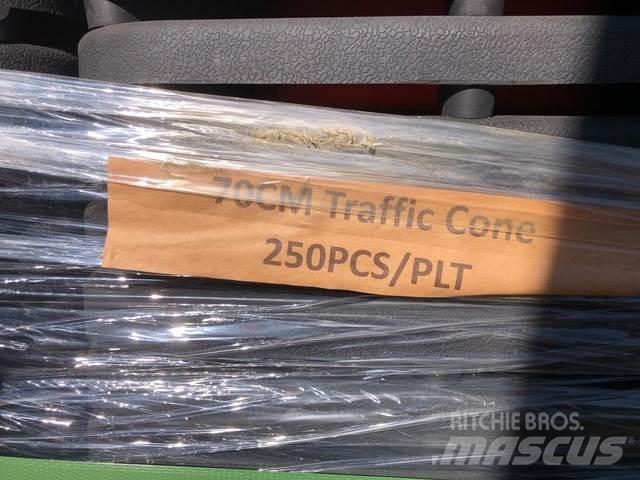 70CM Traffic Cone
250PCS/PLT
RITCHIE BROS.
MASCUS